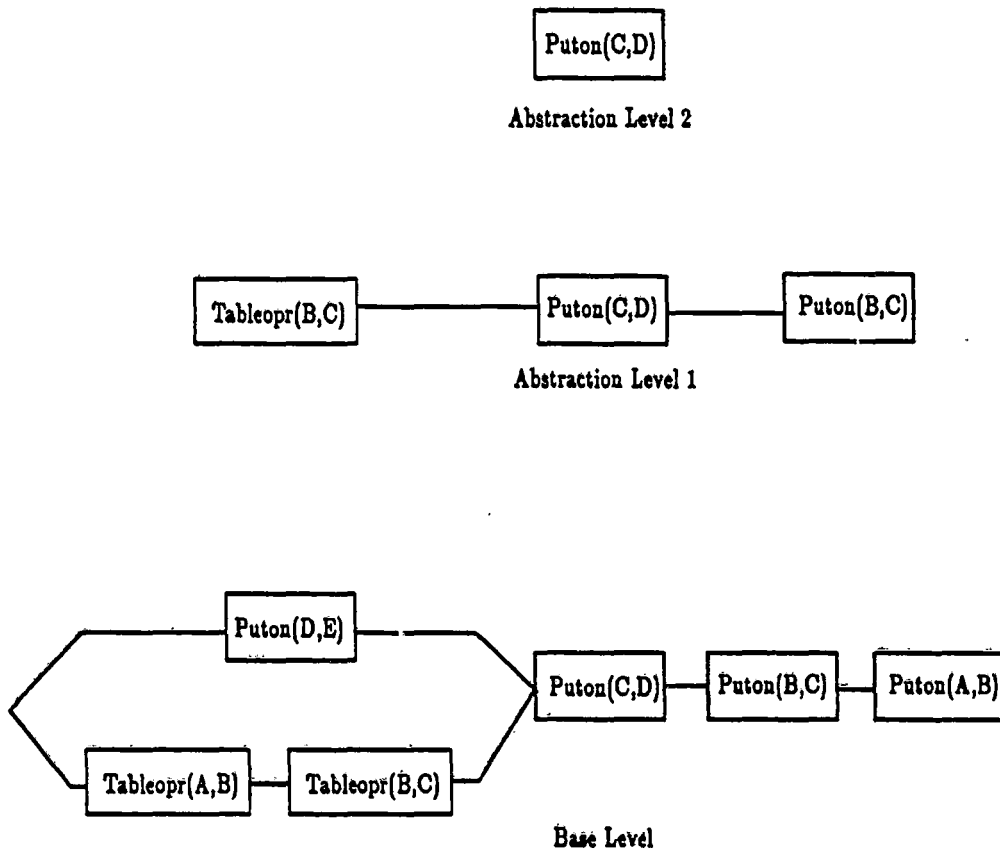 Puton(C,D)
Abstraction Level 2
Tableopr(B,C)
Puton(C,D)
Puton(B,C)
Abstraction Level 1
Puton(D,E)
Puton(C,D)
Puton(B,C)
Puton(A,B)
Tableopr(A,B)
Tableopr(B,C)
Base Level